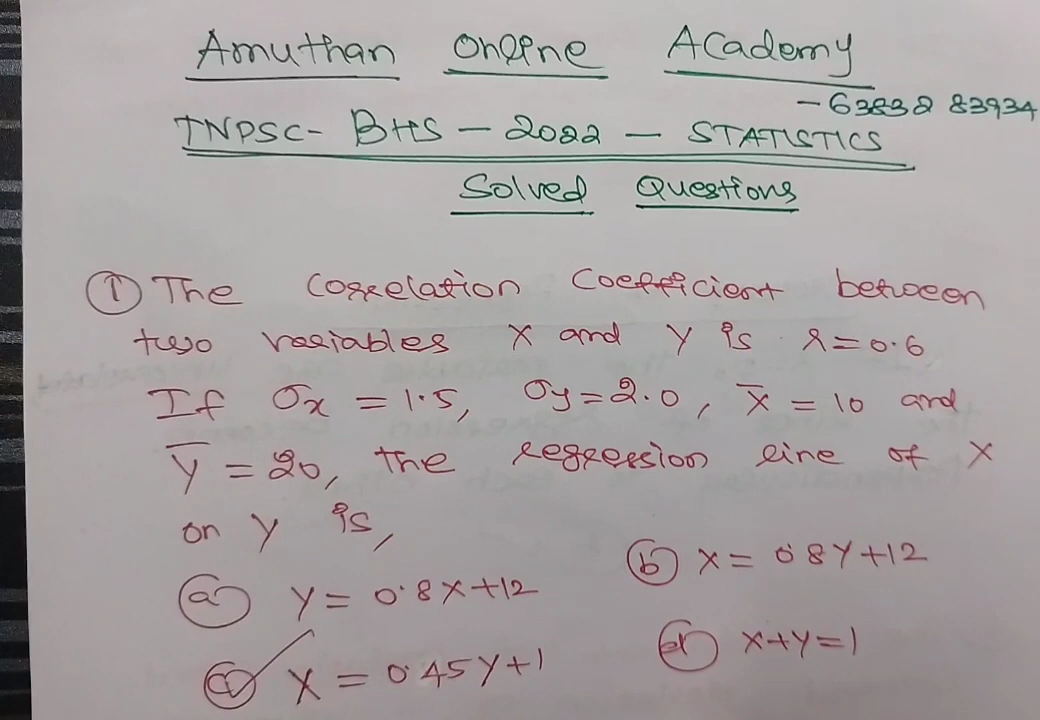 Amuthan Online Academy
- 63832 83934
TNPSC- BHS - 2022 - STATISTICS
Solved Questions
① The Correlation Coefficient between
two variables X and Y is r=0.6
If σx = 1.5, σy = 2.0, x̄ = 10 and
ȳ = 20, the regression line of X
on Y is,
ⓐ Y = 0.8X+12
ⓑ X = 0.8Y+12
ⓒ X = 0.45Y+1
ⓓ X+Y=1